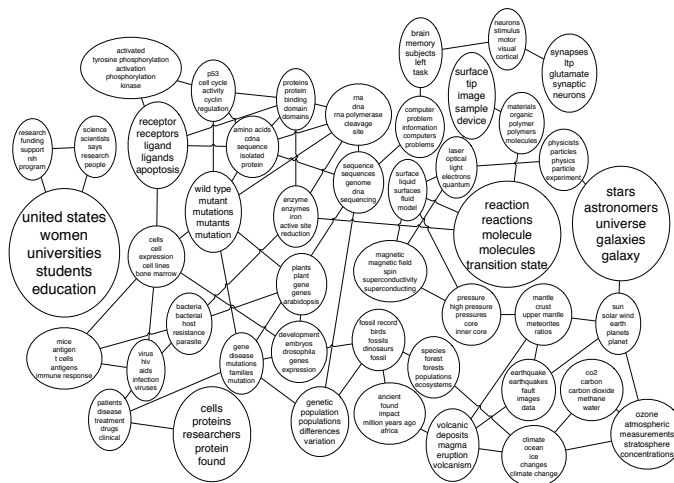 brain
memory
subjects
left
task
neurons
stimulus
motor
visual
cortical
synapses
ltp
glutamate
synaptic
neurons
activated
tyrosine phosphorylation
activation
phosphorylation
kinase
p53
cell cycle
activity
cyclin
regulation
proteins
protein
binding
domain
domains
rna
dna
rna polymerase
cleavage
site
computer
problem
information
computers
problems
surface
tip
image
sample
device
materials
organic
polymer
polymers
molecules
research
funding
support
nih
program
science
scientists
says
research
people
receptor
receptors
ligand
ligands
apoptosis
amino acids
cdna
sequence
isolated
protein
sequence
sequences
genome
dna
sequencing
surface
liquid
surfaces
fluid
model
laser
optical
light
electrons
quantum
physicists
particles
physics
particle
experiment
stars
astronomers
universe
galaxies
galaxy
united states
women
universities
students
education
wild type
mutant
mutations
mutants
mutation
enzyme
enzymes
iron
active site
reduction
reaction
reactions
molecule
molecules
transition state
cells
cell
expression
cell lines
bone marrow
magnetic
magnetic field
spin
superconductivity
superconducting
plants
plant
gene
genes
arabidopsis
pressure
high pressure
pressures
core
inner core
mantle
crust
upper mantle
meteorites
ratios
sun
solar wind
earth
planets
planet
bacteria
bacterial
host
resistance
parasite
mice
antigen
t cells
antigens
immune response
virus
hiv
aids
infection
viruses
gene
disease
mutations
families
mutation
development
embryos
drosophila
genes
expression
fossil record
birds
fossils
dinosaurs
fossil
species
forest
forests
populations
ecosystems
earthquake
earthquakes
fault
images
data
co2
carbon
carbon dioxide
methane
water
patients
disease
treatment
drugs
clinical
cells
proteins
researchers
protein
found
genetic
population
populations
differences
variation
ancient
found
impact
million years ago
africa
volcanic
deposits
magma
eruption
volcanism
climate
ocean
ice
changes
climate change
ozone
atmospheric
measurements
stratosphere
concentrations